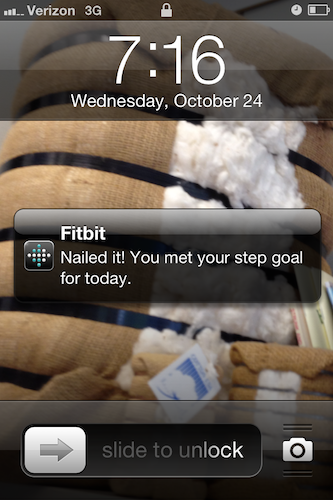 Verizon 3G
7:16
Wednesday, October 24
Fitbit
Nailed it! You met your step goal
for today.
slide to unlock